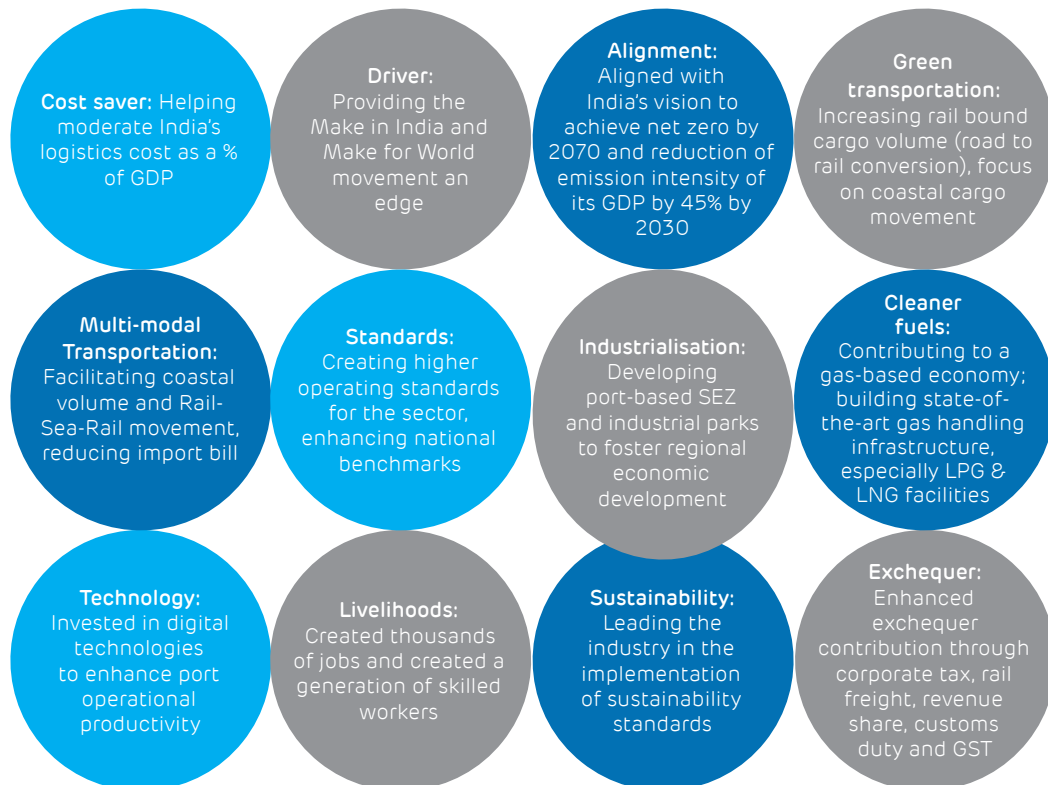 Cost saver: Helping
moderate India's
logistics cost as a %
of GDP
Driver:
Providing the
Make in India and
Make for World
movement an
edge
Alignment:
Aligned with
India's vision to
achieve net zero by
2070 and reduction of
emission intensity of
its GDP by 45% by
2030
Green
transportation:
Increasing rail bound
cargo volume (road to
rail conversion), focus
on coastal cargo
movement
Multi-modal
Transportation:
Facilitating coastal
volume and Rail-
Sea-Rail movement,
reducing import bill
Standards:
Creating higher
operating standards
for the sector,
enhancing national
benchmarks
Industrialisation:
Developing
port-based SEZ
and industrial parks
to foster regional
economic
development
Cleaner
fuels:
Contributing to a
gas-based economy;
building state-of-
the-art gas handling
infrastructure,
especially LPG &
LNG facilities
Technology:
Invested in digital
technologies
to enhance port
operational
productivity
Livelihoods:
Created thousands
of jobs and created a
generation of skilled
workers
Sustainability:
Leading the
industry in the
implementation
of sustainability
standards
Exchequer:
Enhanced
exchequer
contribution through
corporate tax, rail
freight, revenue
share, customs
duty and GST